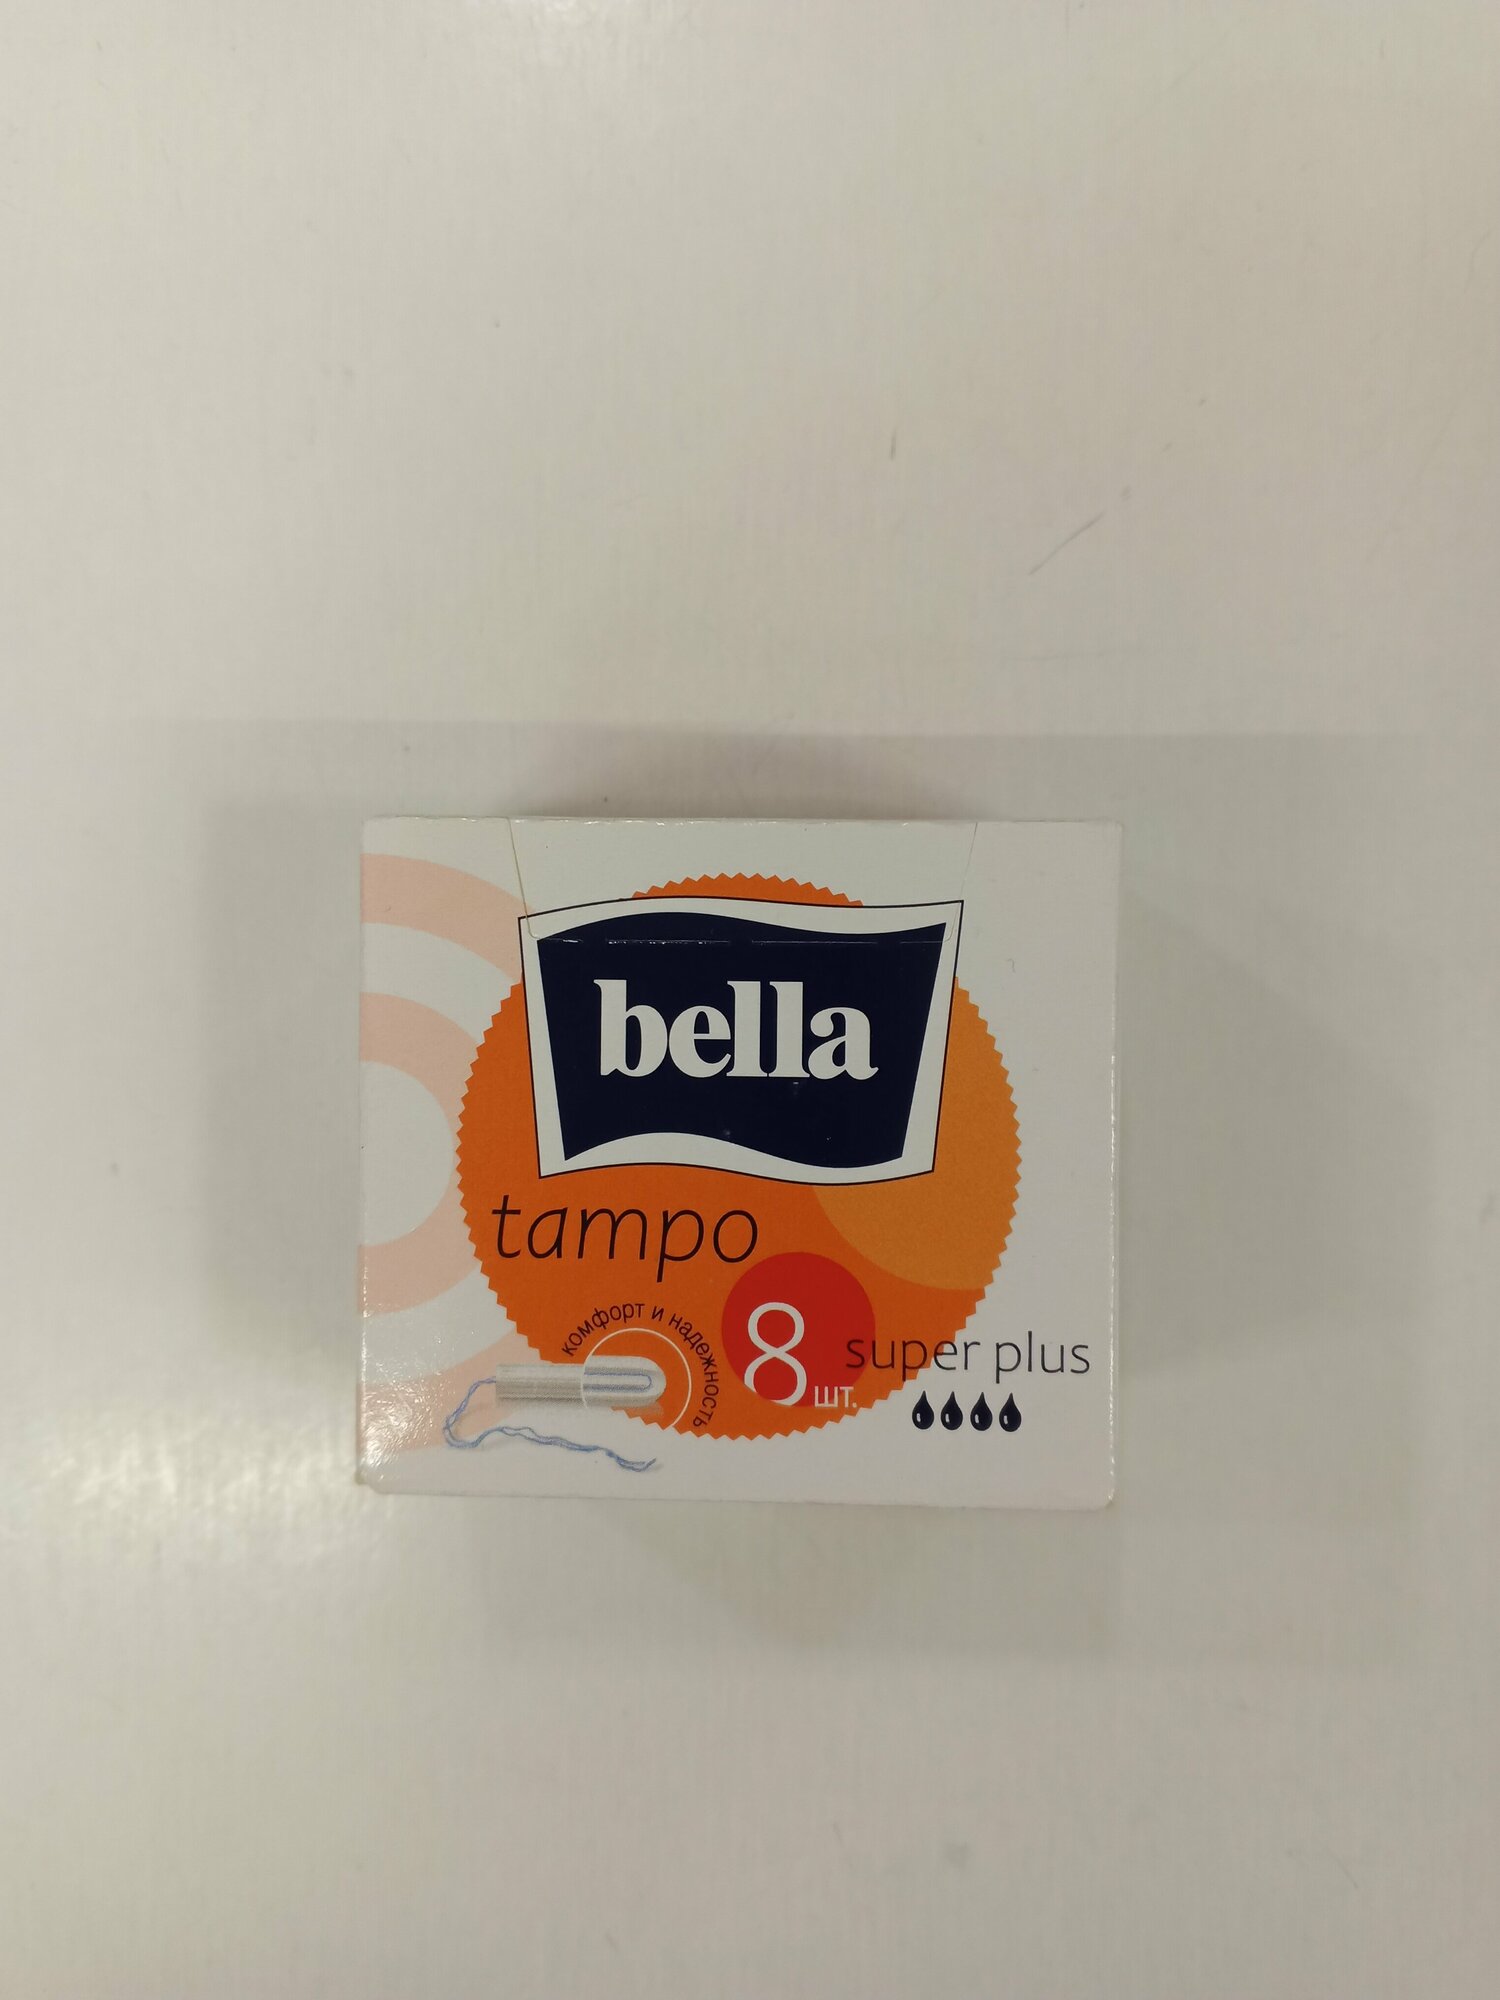 bella
tampo
комфорт и надежность
8 шт.
super plus